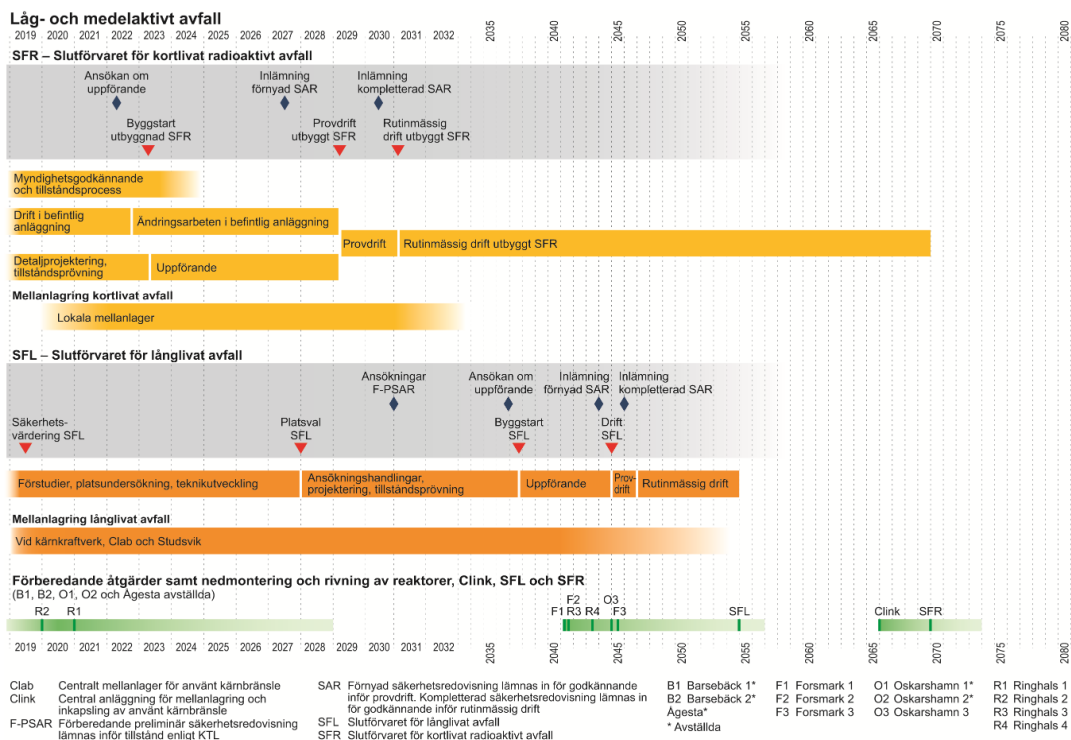 Låg- och medelaktivt avfall
2019 2020 2021 2022 2023 2024 2025 2026 2027 2028 2029 2030 2031 2032 2035 2040 2045 2050 2055 2060 2065 2070 2075 2080
SFR – Slutförvaret för kortlivat radioaktivt avfall
Ansökan om
uppförande
Inlämning
förnyad SAR
Inlämning
kompletterad SAR
Byggstart
utbyggnad SFR
Provdrift
utbyggt SFR
Rutinmässig
drift utbyggt SFR
Myndighetsgodkännande
och tillståndsprocess
Drift i befintlig
anläggning
Ändringsarbeten i befintlig anläggning
Provdrift
Rutinmässig drift utbyggt SFR
Detaljprojektering,
tillståndsprövning
Uppförande
Mellanlagring kortlivat avfall
Lokala mellanlager
SFL – Slutförvaret för långlivat avfall
Ansökningar
F-PSAR
Ansökan om
uppförande
Inlämning
förnyad SAR
Inlämning
kompletterad SAR
Säkerhets-
värdering SFL
Platsval
SFL
Byggstart
SFL
Drift
SFL
Förstudier, platsundersökning, teknikutveckling
Ansökningshandlingar,
projektering, tillståndsprövning
Uppförande
Prov-
drift
Rutinmässig drift
Mellanlagring långlivat avfall
Vid kärnkraftverk, Clab och Studsvik
Förberedande åtgärder samt nedmontering och rivning av reaktorer, Clink, SFL och SFR
(B1, B2, O1, O2 och Ågesta avställda)
F2 O3
R2 R1 F1 R3 R4 F3 SFL Clink SFR
2019 2020 2021 2022 2023 2024 2025 2026 2027 2028 2029 2030 2031 2032 2035 2040 2045 2050 2055 2060 2065 2070 2075 2080
Clab Centralt mellanlager för använt kärnbränsle
Clink Central anläggning för mellanlagring och
inkapsling av använt kärnbränsle
F-PSAR Förberedande preliminär säkerhetsredovisning
lämnas inför tillstånd enligt KTL
SAR Förnyad säkerhetsredovisning lämnas in för godkännande
inför provdrift. Kompletterad säkerhetsredovisning lämnas in
för godkännande inför rutinmässig drift
SFL Slutförvaret för långlivat avfall
SFR Slutförvaret för kortlivat radioaktivt avfall
B1 Barsebäck 1*
B2 Barsebäck 2*
Ågesta*
* Avställda
F1 Forsmark 1
F2 Forsmark 2
F3 Forsmark 3
O1 Oskarshamn 1*
O2 Oskarshamn 2*
O3 Oskarshamn 3
R1 Ringhals 1
R2 Ringhals 2
R3 Ringhals 3
R4 Ringhals 4